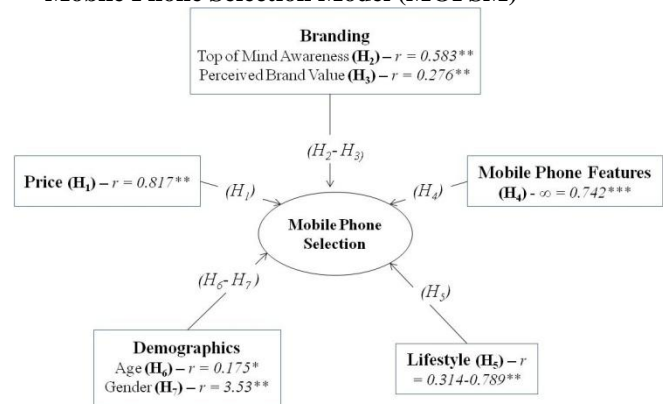 Mobile Phone Selection Model (MOPSM)
Branding
Top of Mind Awareness (H₂) – r = 0.583**
Perceived Brand Value (H₃) – r = 0.276**
(H₂- H₃)
Price (H₁) – r = 0.817**
(H₁)
Mobile Phone Features
(H₄) - ∞ = 0.742***
(H₄)
Mobile Phone
Selection
(H₆- H₇)
(H₅)
Demographics
Age (H₆) – r = 0.175*
Gender (H₇) – r = 3.53**
Lifestyle (H₅) – r
= 0.314-0.789**